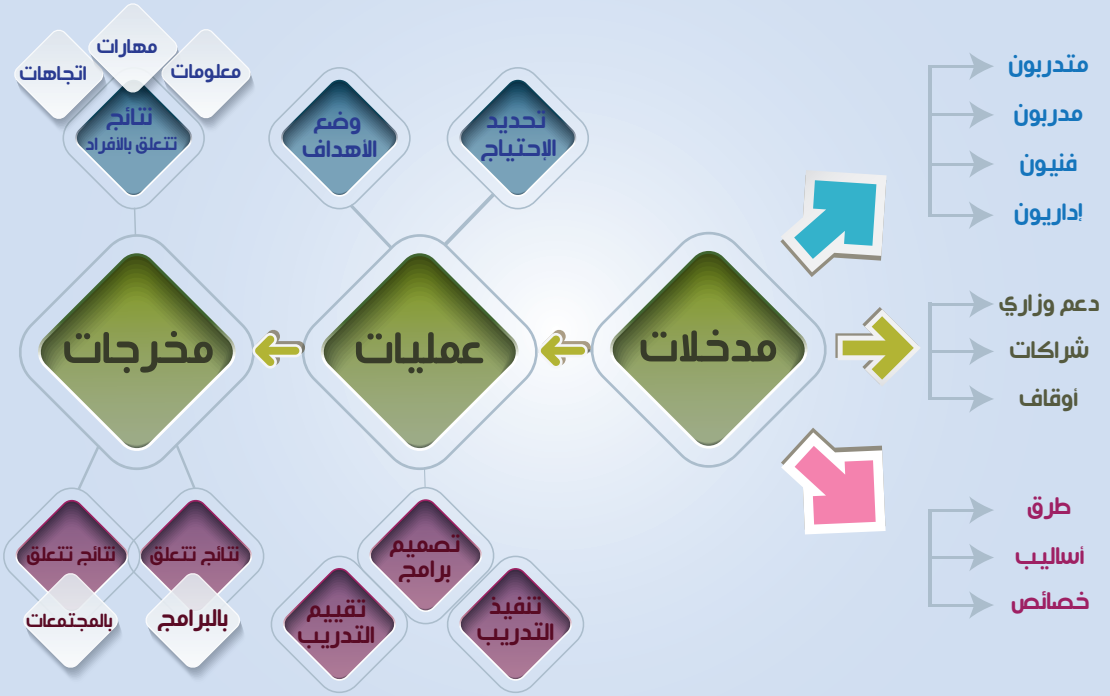 متدربون
مدربون
فنيون
إداريون
دعم وزاري
شراكات
أوقاف
طرق
أساليب
خصائص
مدخلات
عمليات
تحديد
الإحتياج
وضع
الأهداف
تصميم
برامج
تنفيذ
التدريب
تقييم
التدريب
مخرجات
معلومات
مهارات
اتجاهات
نتائج
تتعلق بالأفراد
نتائج تتعلق
بالبرامج
نتائج تتعلق
بالمجتمعات